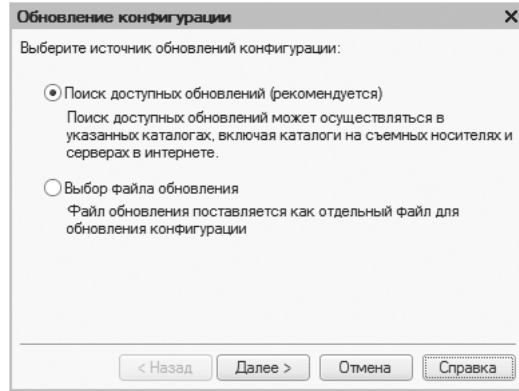 Обновление конфигурации
Выберите источник обновлений конфигурации:
Поиск доступных обновлений (рекомендуется)
Поиск доступных обновлений может осуществляться в
указанных каталогах, включая каталоги на съемных носителях и
серверах в интернете.
Выбор файла обновления
Файл обновления поставляется как отдельный файл для
обновления конфигурации
< Назад Далее > Отмена Справка